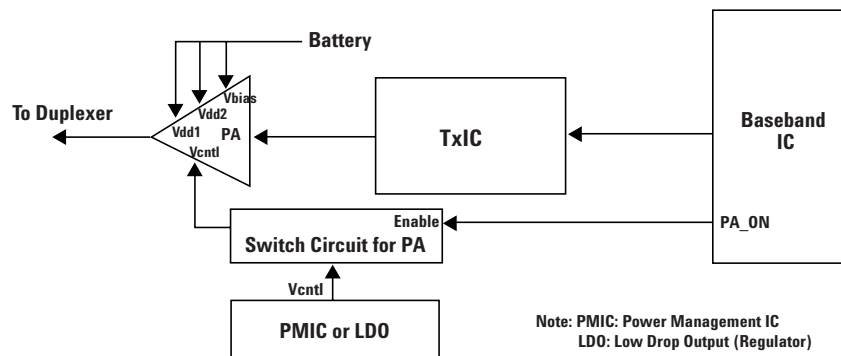 Battery
To Duplexer
Vbias
Vdd2
Vdd1
PA
Vcntl
TxIC
Baseband
IC
Enable
PA_ON
Switch Circuit for PA
Vcntl
PMIC or LDO
Note: PMIC: Power Management IC
LDO: Low Drop Output (Regulator)